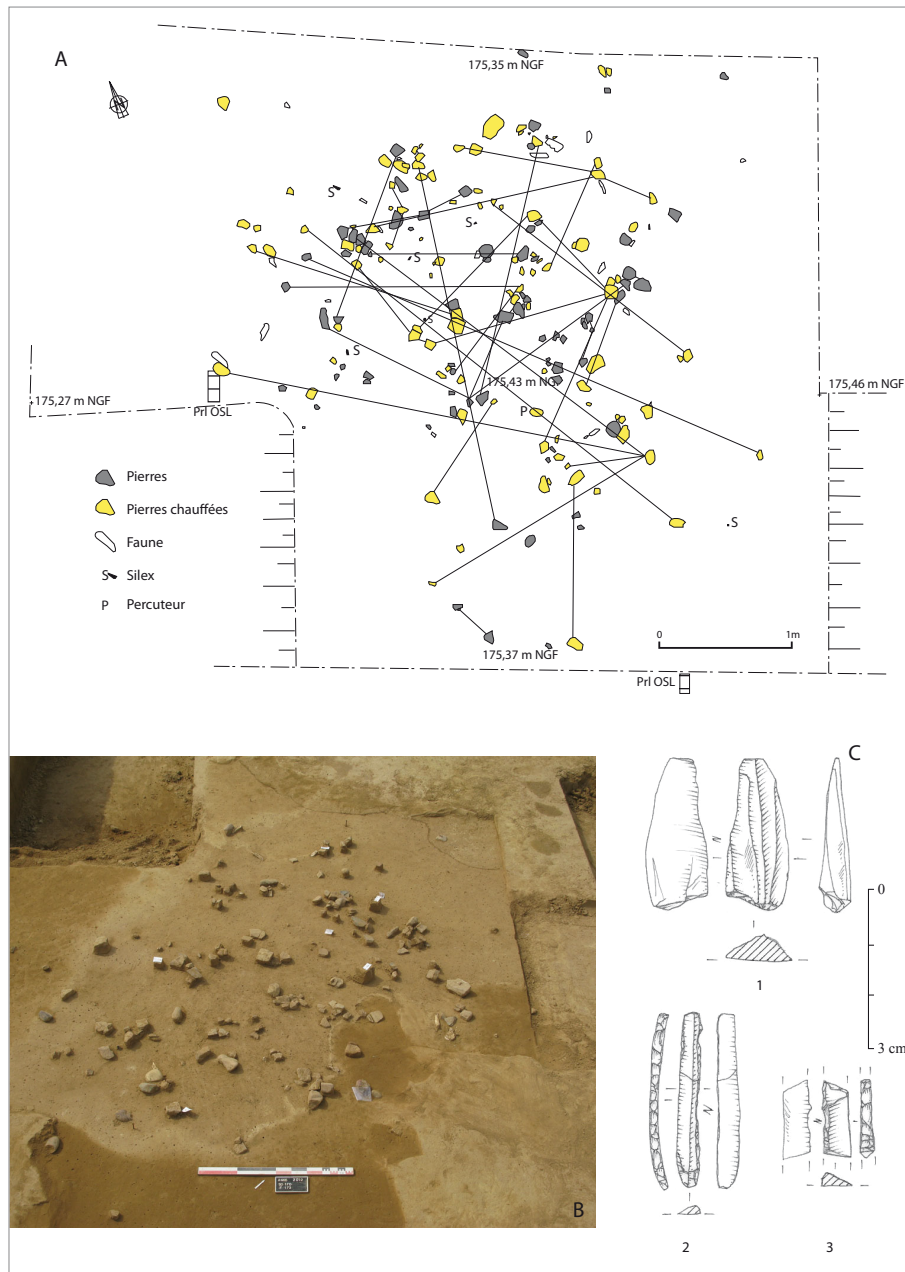 A
175,35 m NGF
N
S
S
S
S
S
175,43 m NG
175,46 m NGF
175,27 m NGF
Prl OSL
P
Pierres
Pierres chauffées
S
Faune
S Silex
P Percuteur
0 1m
175,37 m NGF
Prl OSL
C
0
N
1
3 cm
N
N
B
2 3